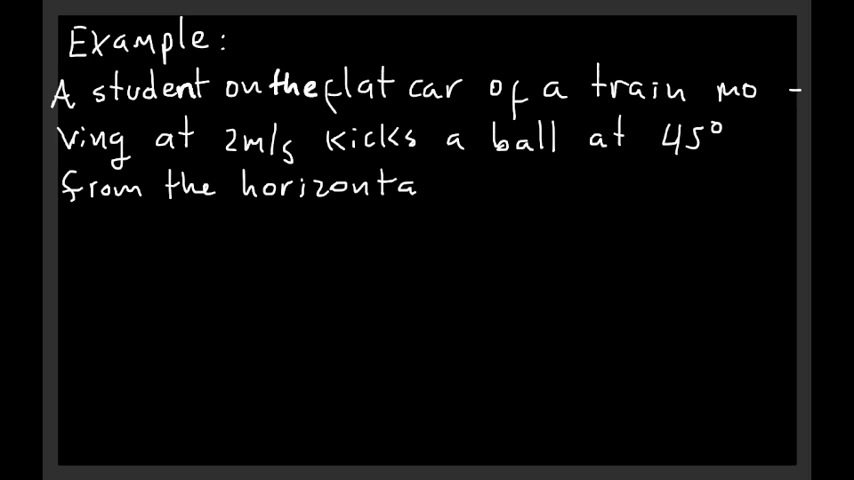 Example:
A student on the flat car of a train mo -
ving at 2m/s kicks a ball at 45°
from the horizonta